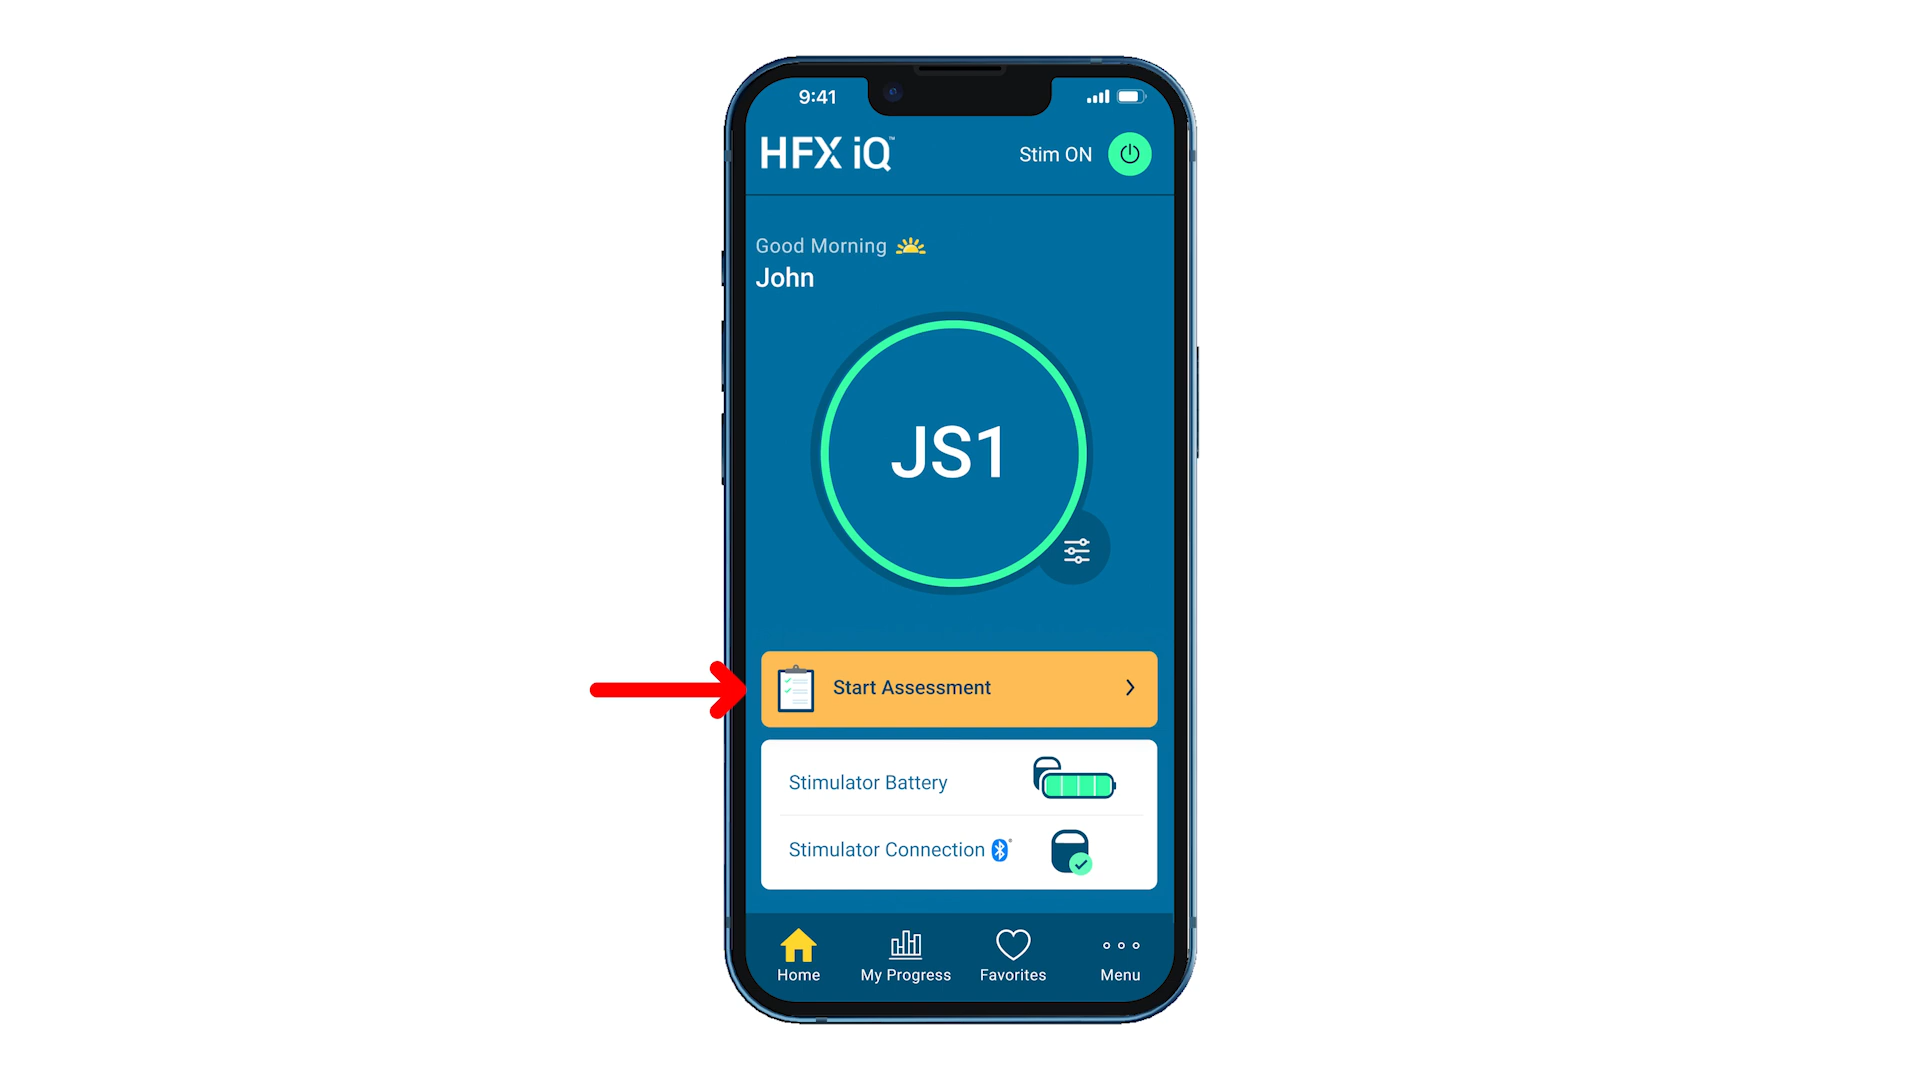 9:41
HFX iQ™
Stim ON
Good Morning
John
JS1
Start Assessment
Stimulator Battery
Stimulator Connection
Home
My Progress
Favorites
Menu